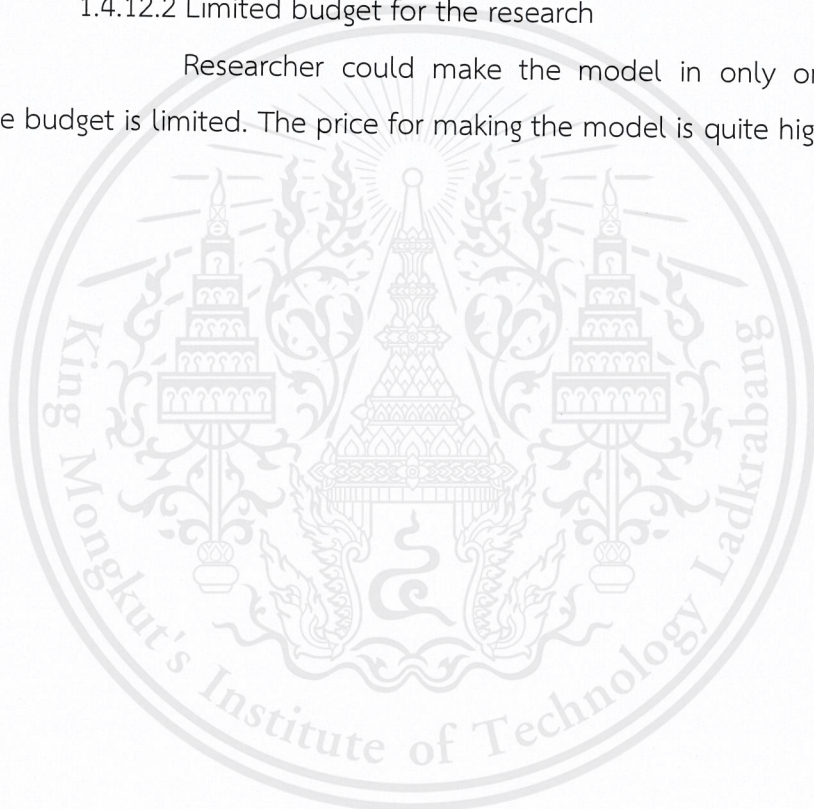 1.4.12.2 Limited budget for the research
Researcher could make the model in only
budget is limited. The price for making the model is quite
King Mongkut's Institute of Technology Ladkrabang